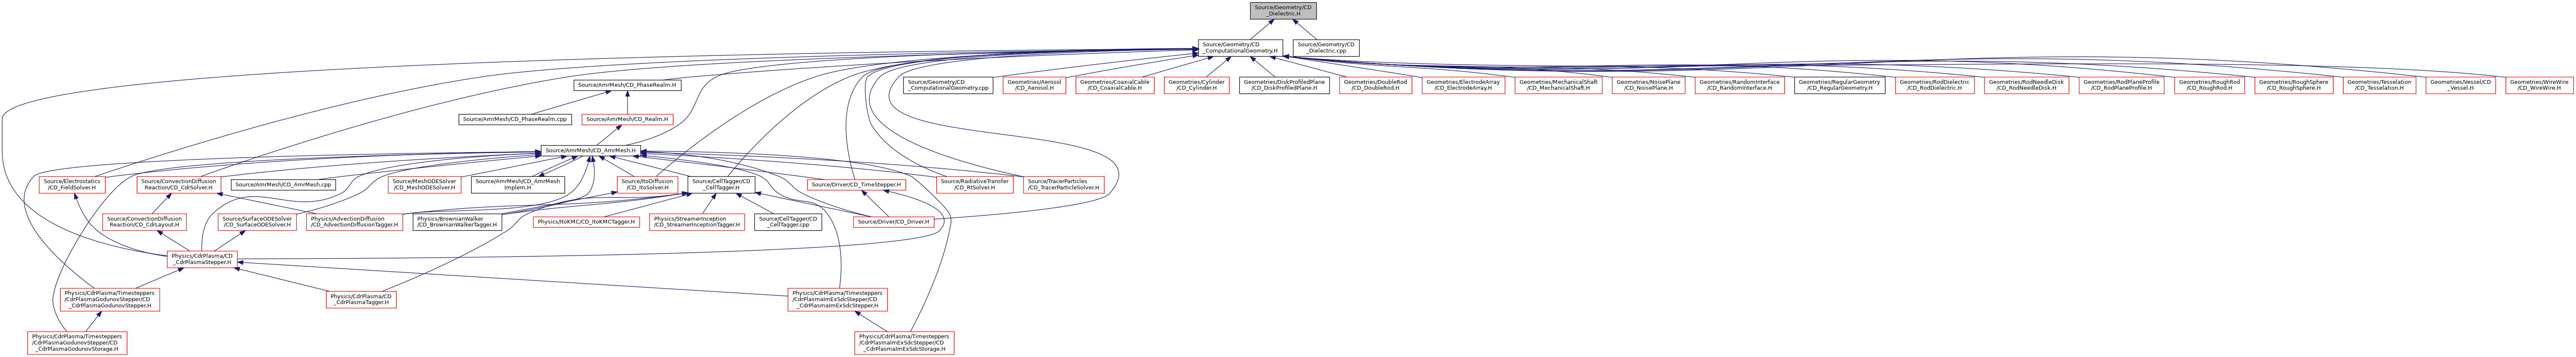 Source/Geometry/CD
_Dielectric.H
Source/Geometry/CD
_ComputationalGeometry.H
Source/Geometry/CD
_Dielectric.cpp
Source/AmrMesh/CD_PhaseRealm.H
Source/Geometry/CD
_ComputationalGeometry.cpp
Geometries/Aerosol
/CD_Aerosol.H
Geometries/CoaxialCable
/CD_CoaxialCable.H
Geometries/Cylinder
/CD_Cylinder.H
Geometries/DiskProfiledPlane
/CD_DiskProfiledPlane.H
Geometries/DoubleRod
/CD_DoubleRod.H
Geometries/ElectrodeArray
/CD_ElectrodeArray.H
Geometries/MechanicalShaft
/CD_MechanicalShaft.H
Geometries/NoisePlane
/CD_NoisePlane.H
Geometries/RandomInterface
/CD_RandomInterface.H
Geometries/RegularGeometry
/CD_RegularGeometry.H
Geometries/RodDielectric
/CD_RodDielectric.H
Geometries/RodNeedleDisk
/CD_RodNeedleDisk.H
Geometries/RodPlaneProfile
/CD_RodPlaneProfile.H
Geometries/RoughRod
/CD_RoughRod.H
Geometries/RoughSphere
/CD_RoughSphere.H
Geometries/Tesselation
/CD_Tesselation.H
Geometries/Vessel/CD
_Vessel.H
Geometries/WireWire
/CD_WireWire.H
Source/AmrMesh/CD_PhaseRealm.cpp
Source/AmrMesh/CD_Realm.H
Source/AmrMesh/CD_AmrMesh.H
Source/Electrostatics
/CD_FieldSolver.H
Source/ConvectionDiffusion
Reaction/CD_CdrSolver.H
Source/AmrMesh/CD_AmrMesh.cpp
Source/MeshODESolver
/CD_MeshODESolver.H
Source/AmrMesh/CD_AmrMesh
Implem.H
Source/ItoDiffusion
/CD_ItoSolver.H
Source/CellTagger/CD
_CellTagger.H
Source/Driver/CD_TimeStepper.H
Source/RadiativeTransfer
/CD_RtSolver.H
Source/TracerParticles
/CD_TracerParticleSolver.H
Source/ConvectionDiffusion
Reaction/CD_CdrLayout.H
Source/SurfaceODESolver
/CD_SurfaceODESolver.H
Physics/AdvectionDiffusion
/CD_AdvectionDiffusionTagger.H
Physics/BrownianWalker
/CD_BrownianWalkerTagger.H
Physics/ItoKMC/CD_ItoKMCTagger.H
Physics/StreamerInception
/CD_StreamerInceptionTagger.H
Source/CellTagger/CD
_CellTagger.cpp
Source/Driver/CD_Driver.H
Physics/CdrPlasma/CD
_CdrPlasmaStepper.H
Physics/CdrPlasma/Timesteppers
/CdrPlasmaGodunovStepper/CD
_CdrPlasmaGodunovStepper.H
Physics/CdrPlasma/CD
_CdrPlasmaTagger.H
Physics/CdrPlasma/Timesteppers
/CdrPlasmaImExSdcStepper/CD
_CdrPlasmaImExSdcStepper.H
Physics/CdrPlasma/Timesteppers
/CdrPlasmaGodunovStepper/CD
_CdrPlasmaGodunovStorage.H
Physics/CdrPlasma/Timesteppers
/CdrPlasmaImExSdcStepper/CD
_CdrPlasmaImExSdcStorage.H